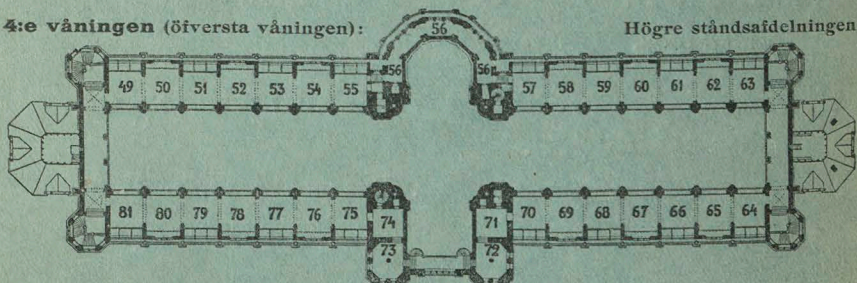 4:e våningen (öfversta våningen): Högre ståndsafdelningen
56
56 56
49 50 51 52 53 54 55 57 58 59 60 61 62 63
81 80 79 78 77 76 75 74 71 70 69 68 67 66 65 64
73 72